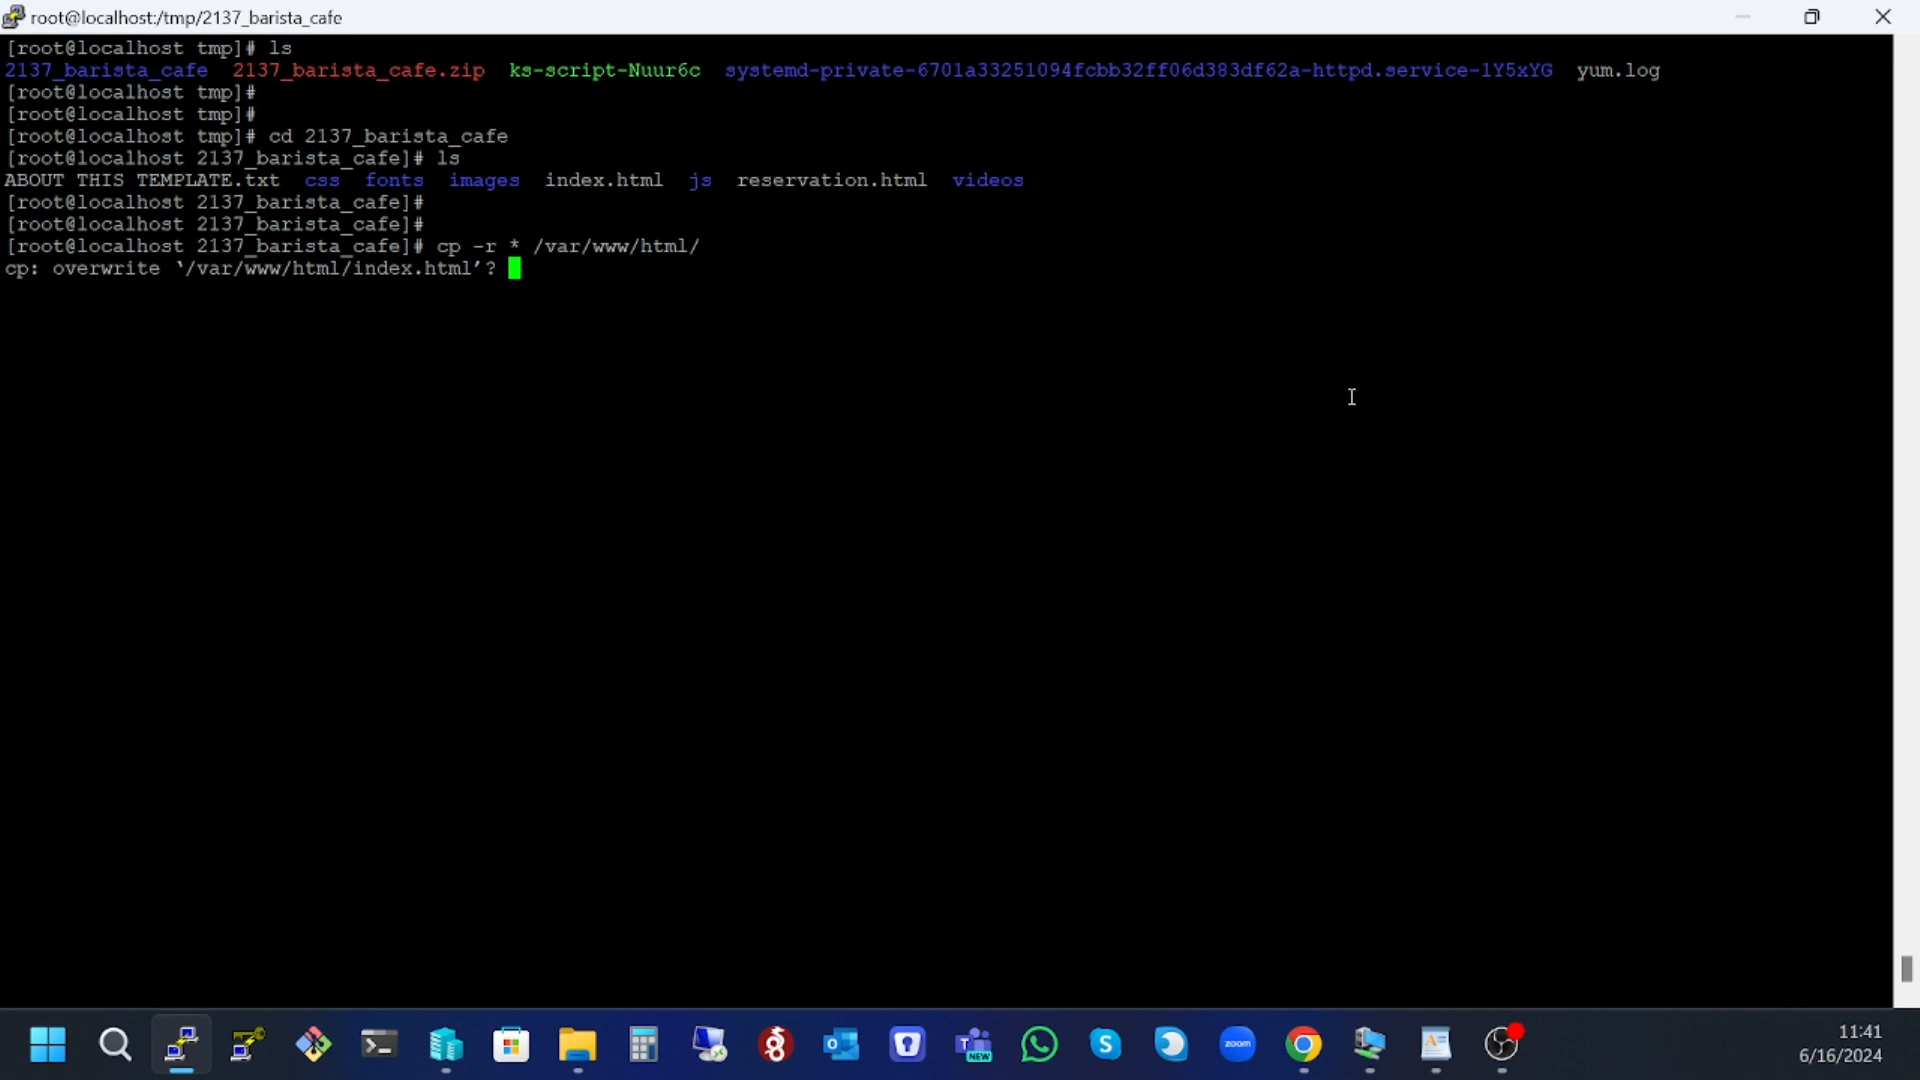 root@localhost:/tmp/2137_barista_cafe
[root@localhost tmp]# ls
2137_barista_cafe  2137_barista_cafe.zip  ks-script-Nuur6c  systemd-private-6701a33251094fcbb32ff06d383df62a-httpd.service-1Y5xYG  yum.log
[root@localhost tmp]#
[root@localhost tmp]#
[root@localhost tmp]# cd 2137_barista_cafe
[root@localhost 2137_barista_cafe]# ls
ABOUT THIS TEMPLATE.txt  css  fonts  images  index.html  js  reservation.html  videos
[root@localhost 2137_barista_cafe]#
[root@localhost 2137_barista_cafe]#
[root@localhost 2137_barista_cafe]# cp -r * /var/www/html/
cp: overwrite ‘/var/www/html/index.html’?
NEW
zoom
11:41
6/16/2024